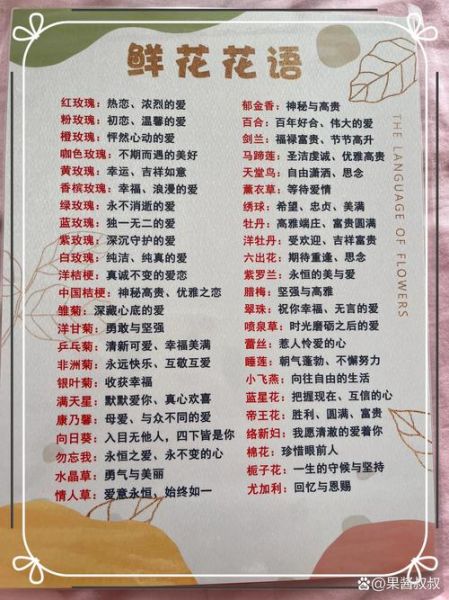 鲜花花语
红玫瑰：热恋、浓烈的爱
粉玫瑰：初恋、温馨的爱
橙玫瑰：怦然心动的爱
咖色玫瑰：不期而遇的美好
黄玫瑰：幸运、吉祥如意
香槟玫瑰：幸福、浪漫的爱
绿玫瑰：永不消逝的爱
蓝玫瑰：独一无二的爱
紫玫瑰：深沉守护的爱
白玫瑰：纯洁、纯真的爱
洋桔梗：真诚不变的爱恋
中国桔梗：神秘高贵、优雅之恋
雏菊：深藏心底的爱
洋甘菊：勇敢与坚强
乒乓菊：清新可爱、幸福美满
非洲菊：永远快乐、互敬互爱
银叶菊：收获幸福
满天星：默默爱你、真心欢喜
康乃馨：母爱、与众不同的爱
向日葵：入目无他人，四下皆是你
勿忘我：永恒之爱、永不变的心
水晶草：勇气与美丽
情人草：爱意永恒，始终如一
郁金香：神秘与高贵
百合：百年好合、伟大的爱
剑兰：福禄富贵、节节高升
马蹄莲：圣洁虔诚，优雅高贵
天堂鸟：自由潇洒、思念
薰衣草：等待爱情
绣球：希望、忠贞、美满
牡丹：高雅端庄、富贵圆满
洋牡丹：受欢迎、吉祥富贵
六出花：期待重逢、思念
紫罗兰：永恒的美与爱
腊梅：坚强与高雅
翠珠：祝你幸福、无言的爱
喷泉草：时光磨砺之后的爱
蕾丝：惹人怜爱的心
睡莲：朝气蓬勃、不懈努力
小飞燕：向往自由的生活
蓝星花：把握现在、互信的心
帝王花：胜利、圆满、富贵
络新妇：我愿清澈的爱着你
棉花：珍惜眼前人
栀子花：一生的守候与坚持
尤加利：回忆与恩赐
THE LANGUAGE OF FLOWERS
@果酱叔叔